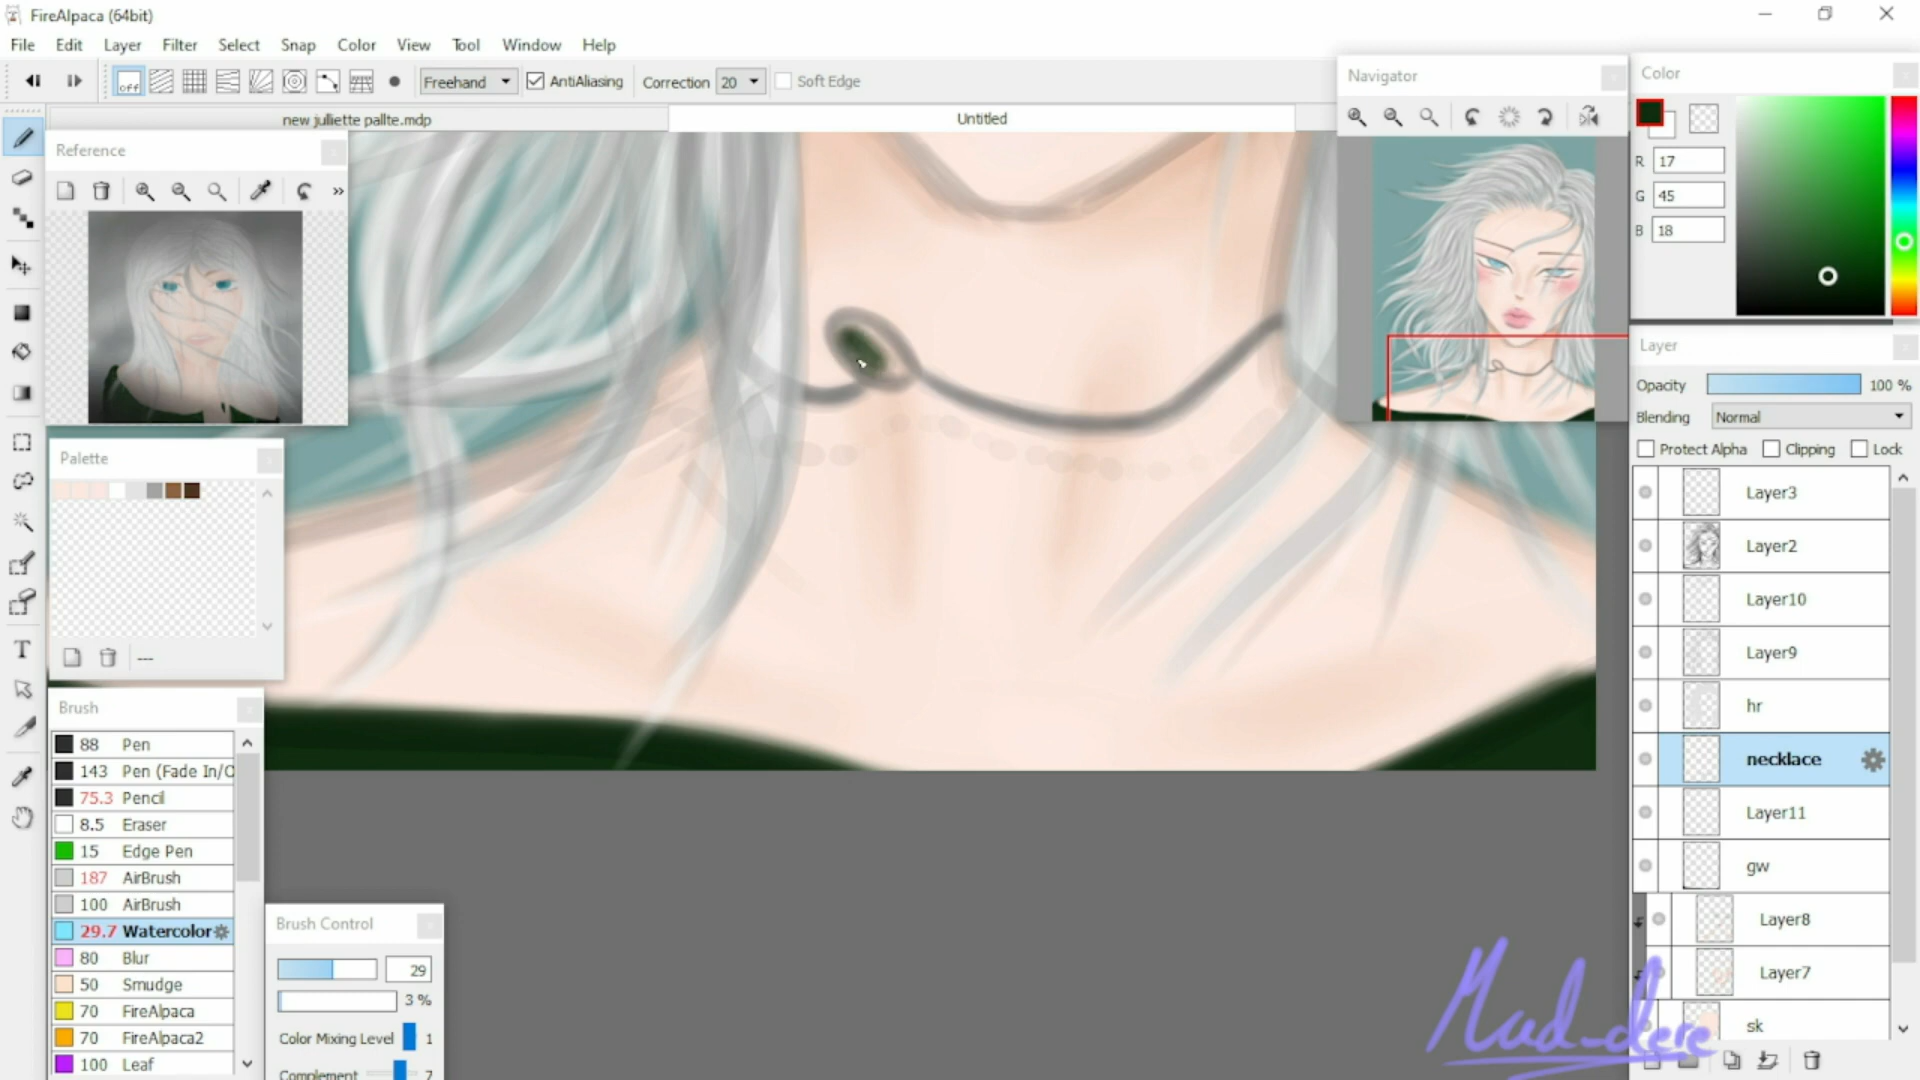 FireAlpaca (64bit)
File Edit Layer Filter Select Snap Color View Tool Window Help
off Freehand AntiAliasing Correction 20 Soft Edge
new julliette pallte.mdp Untitled
Reference
Palette
---
Brush
88 Pen
143 Pen (Fade In/O
75.3 Pencil
8.5 Eraser
15 Edge Pen
187 AirBrush
100 AirBrush
29.7 Watercolor
80 Blur
50 Smudge
70 FireAlpaca
70 FireAlpaca2
100 Leaf
Brush Control
29
3 %
Color Mixing Level 1
Complement 7
Navigator
Color
R 17
G 45
B 18
Layer
Opacity 100 %
Blending Normal
Protect Alpha Clipping Lock
Layer3
Layer2
Layer10
Layer9
hr
necklace
Layer11
gw
Layer8
Layer7
sk
Mad-dere